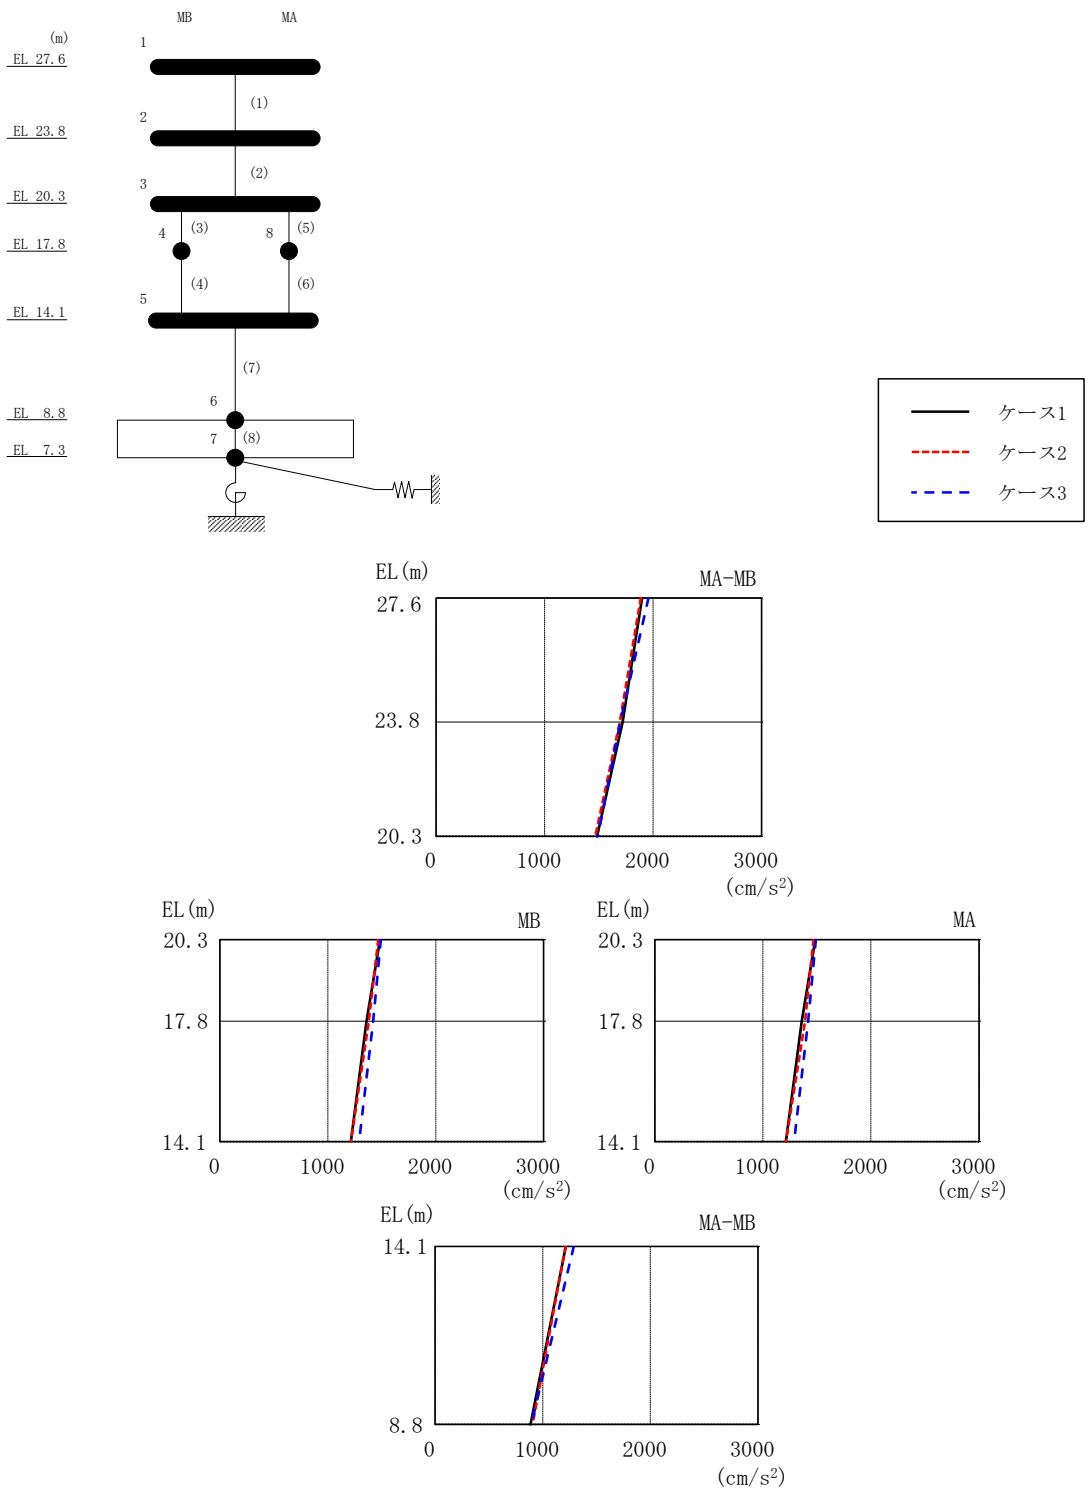 MB MA
(m)
1
EL 27.6
(1)
2
EL 23.8
(2)
3
EL 20.3
(3) (5)
4 8
EL 17.8
(4) (6)
5
EL 14.1
(7)
6
EL 8.8
7 (8)
EL 7.3
ケース1
ケース2
ケース3
EL(m) MA-MB
27.6
23.8
20.3
0 1000 2000 3000
(cm/s²)
EL(m) MB
20.3
17.8
14.1
0 1000 2000 3000
(cm/s²)
EL(m) MA
20.3
17.8
14.1
0 1000 2000 3000
(cm/s²)
EL(m) MA-MB
14.1
8.8
0 1000 2000 3000
(cm/s²)